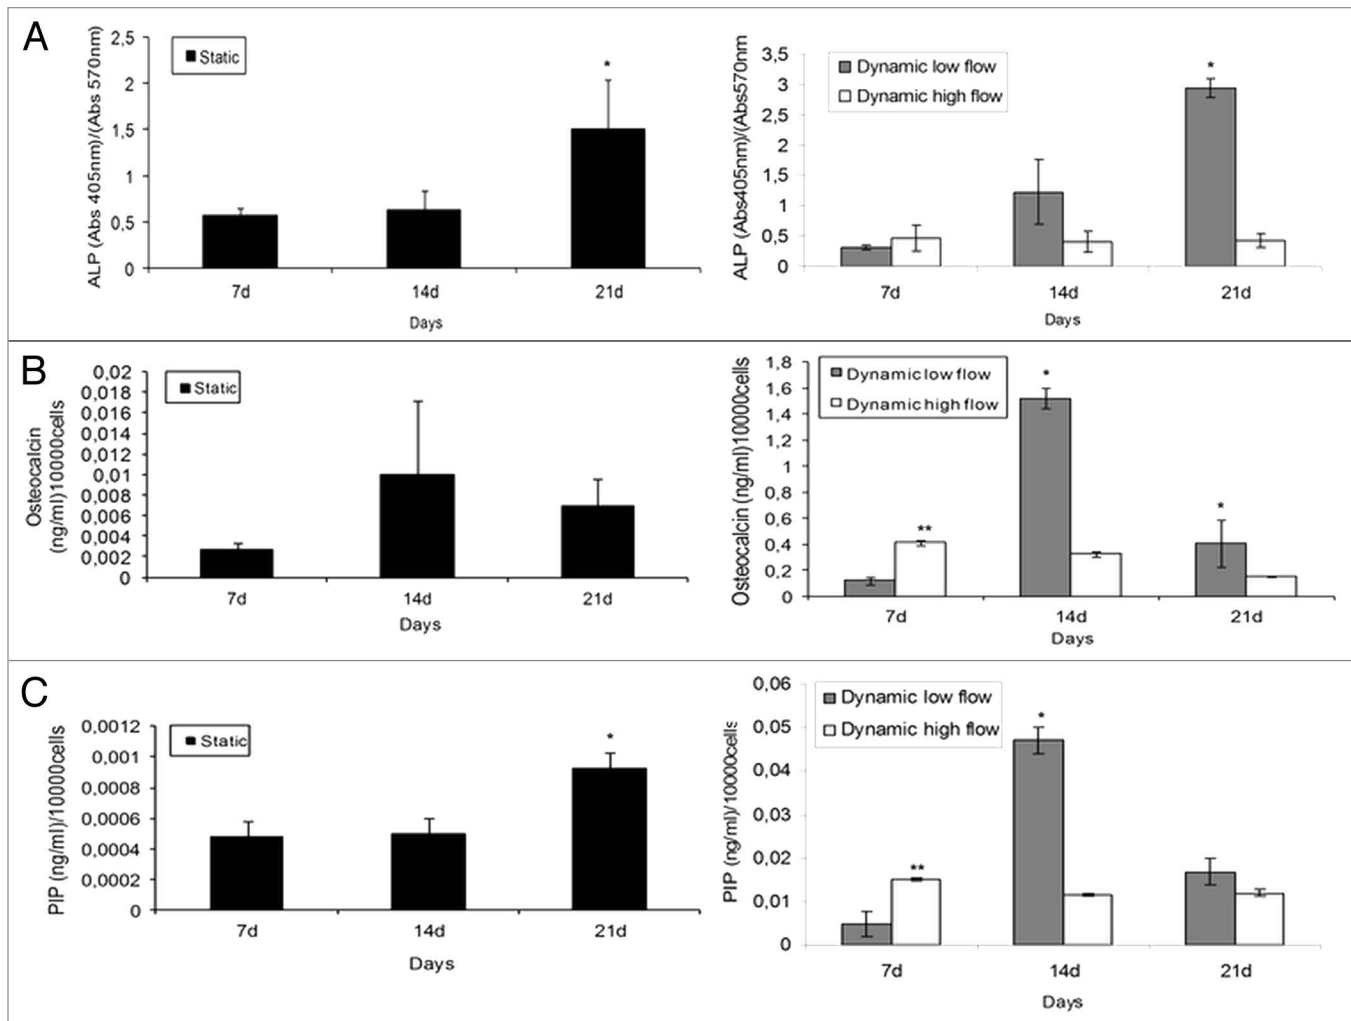 A
ALP (Abs 405nm)/(Abs 570nm)
2,5
2
1,5
1
0,5
0
Static
*
7d 14d 21d
Days
ALP (Abs405nm)/(Abs570nm
3,5
3
2,5
2
1,5
1
0,5
0
Dynamic low flow
Dynamic high flow
*
7d 14d 21d
Days
B
Osteocalcin
(ng/ml)10000cells
0,02
0,018
0,016
0,014
0,012
0,01
0,008
0,006
0,004
0,002
0
Static
7d 14d 21d
Days
Osteocalcin (ng/ml)10000cells
1,8
1,6
1,4
1,2
1
0,8
0,6
0,4
0,2
0
Dynamic low flow
Dynamic high flow
**
*
*
7d 14d 21d
Days
C
PIP (ng/ml)/10000cells
0,0012
0,001
0,0008
0,0006
0,0004
0,0002
0
Static
*
7d 14d 21d
Days
PIP (ng/ml)/10000cells
0,06
0,05
0,04
0,03
0,02
0,01
0
Dynamic low flow
Dynamic high flow
**
*
7d 14d 21d
Days